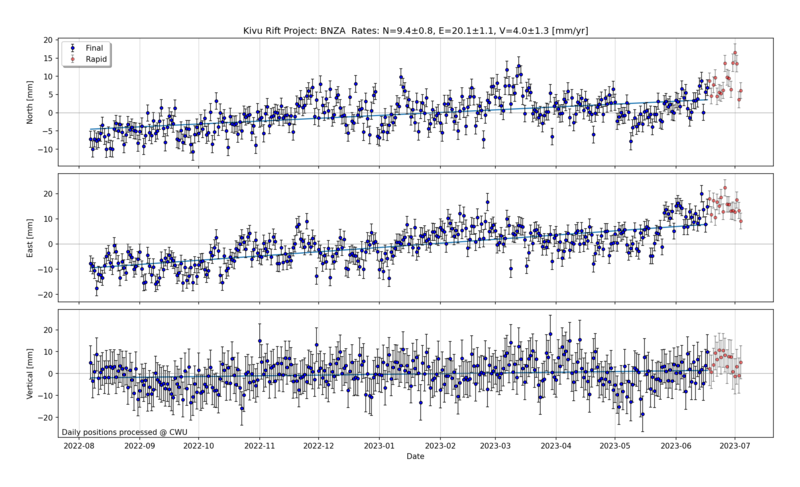 Kivu Rift Project: BNZA  Rates: N=9.4±0.8, E=20.1±1.1, V=4.0±1.3 [mm/yr]
Final
Rapid
North [mm]
20
15
10
5
0
−5
−10
East [mm]
20
10
0
−10
−20
Vertical [mm]
20
10
0
−10
−20
Daily positions processed @ CWU
2022-08 2022-09 2022-10 2022-11 2022-12 2023-01 2023-02 2023-03 2023-04 2023-05 2023-06 2023-07
Date